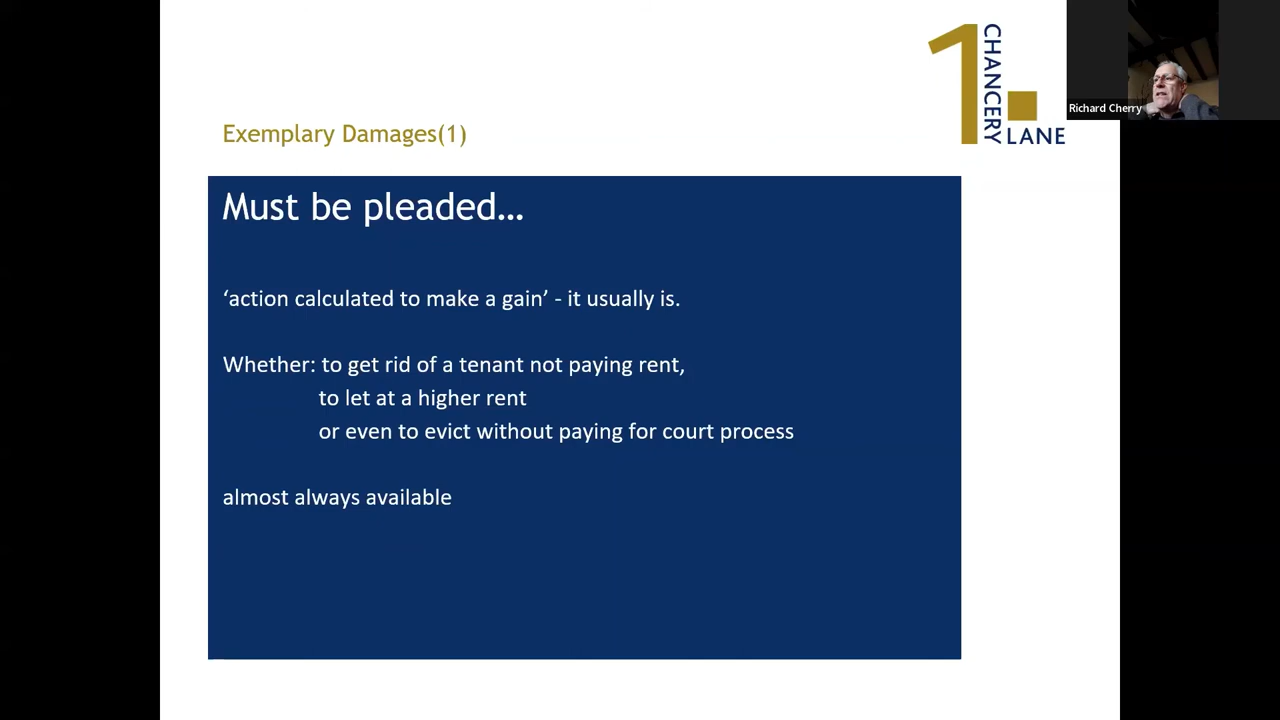 1 CHANCERY LANE
Richard Cherry
Exemplary Damages(1)
Must be pleaded...
‘action calculated to make a gain’ - it usually is.
Whether: to get rid of a tenant not paying rent,
to let at a higher rent
or even to evict without paying for court process
almost always available